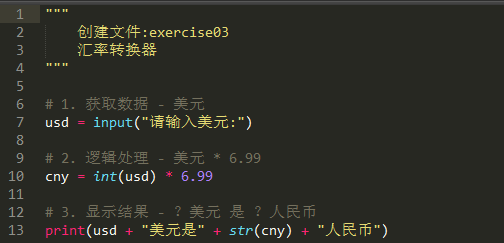 1 """
2     创建文件:exercise03
3     汇率转换器
4 """
5
6 # 1. 获取数据 - 美元
7 usd = input("请输入美元:")
8
9 # 2. 逻辑处理 - 美元 * 6.99
10 cny = int(usd) * 6.99
11
12 # 3. 显示结果 - ? 美元 是 ? 人民币
13 print(usd + "美元是" + str(cny) + "人民币")